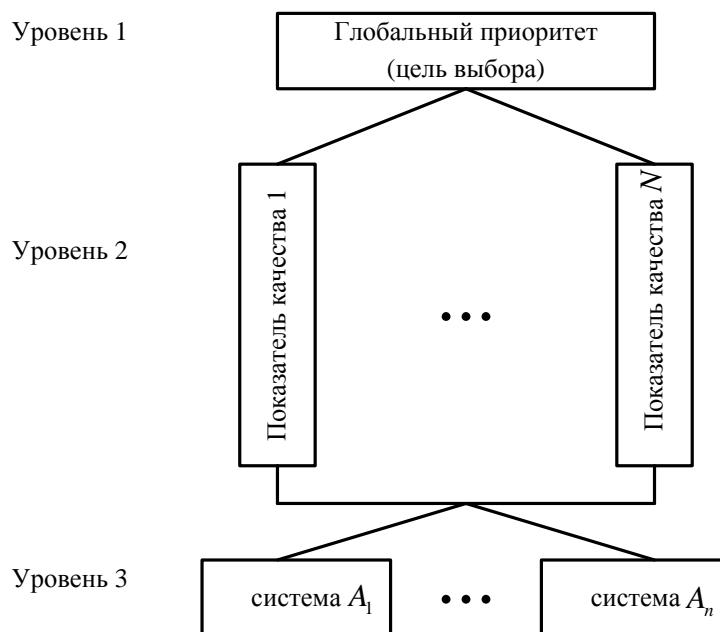 Уровень 1
Глобальный приоритет
(цель выбора)
Уровень 2
Показатель качества 1
Показатель качества N
Уровень 3
система A₁
система Aₙ